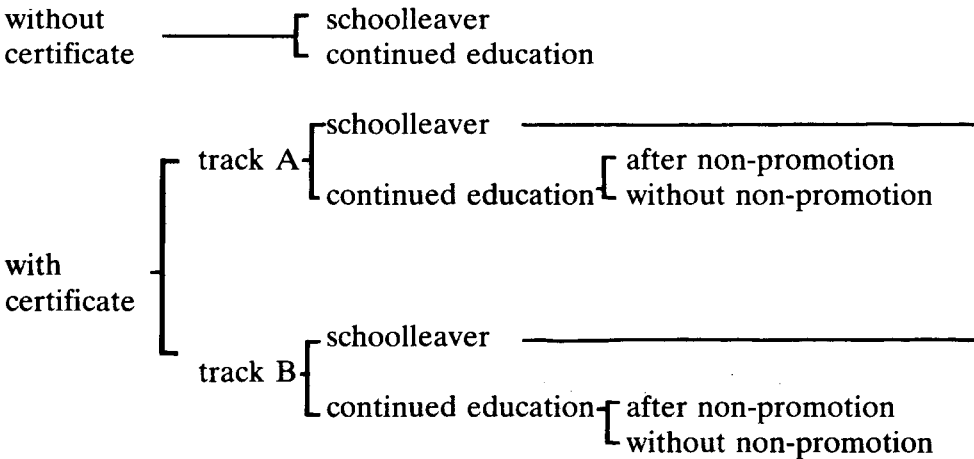 without schoolleaver
certificate continued education
schoolleaver
track A after non-promotion
continued education without non-promotion
with
certificate
schoolleaver
track B
continued education after non-promotion
without non-promotion